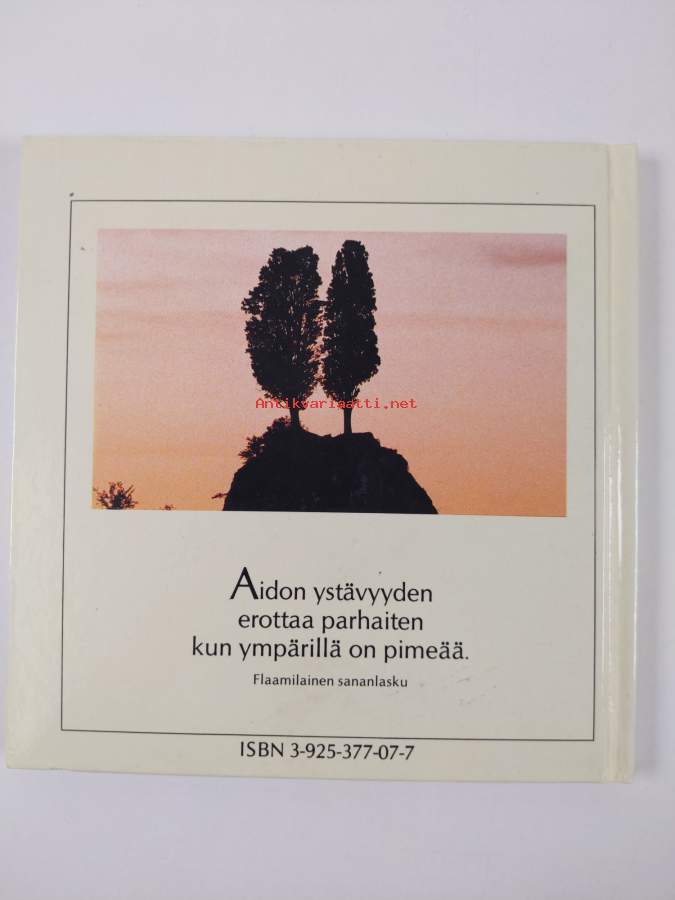 Antikvariaatti.net
Aidon ystävyyden
erottaa parhaiten
kun ympärillä on pimeää.
Flaamilainen sananlasku
ISBN 3-925-377-07-7